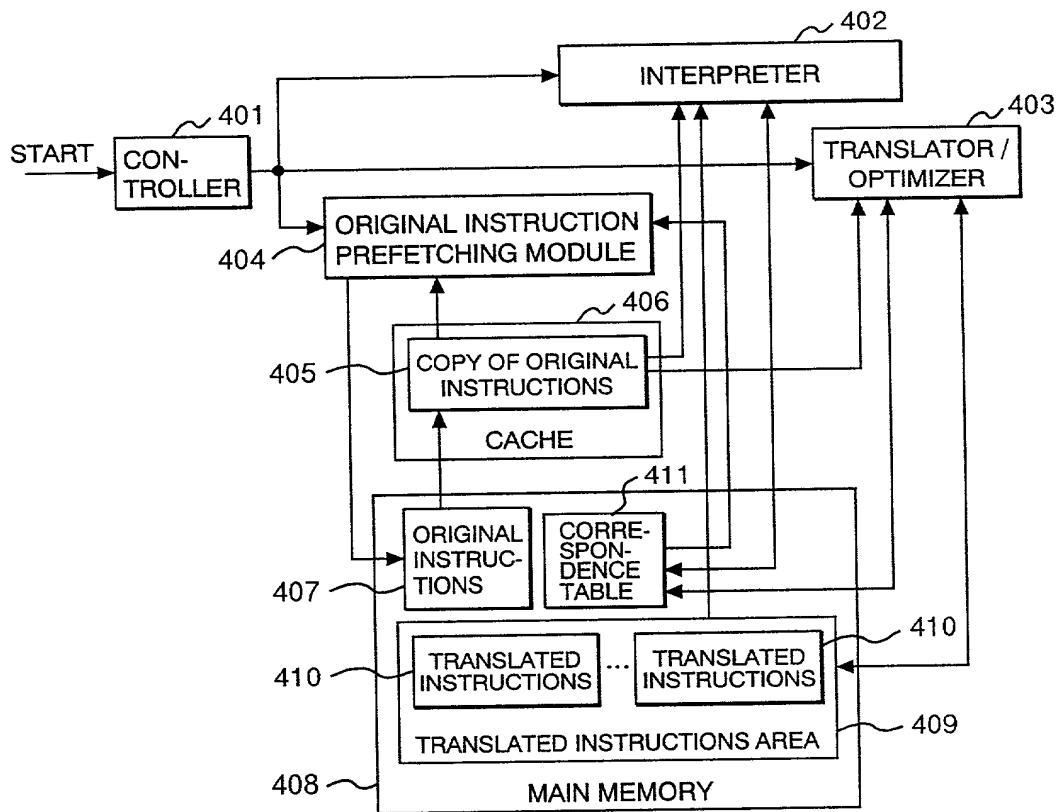 402
INTERPRETER
401
START
CON-
TROLLER
403
TRANSLATOR /
OPTIMIZER
ORIGINAL INSTRUCTION
PREFETCHING MODULE
404
406
405
COPY OF ORIGINAL
INSTRUCTIONS
CACHE
411
ORIGINAL
INSTRUC-
TIONS
407
CORRE-
SPON-
DENCE
TABLE
410
TRANSLATED
INSTRUCTIONS
...
TRANSLATED
INSTRUCTIONS
410
409
TRANSLATED INSTRUCTIONS AREA
408
MAIN MEMORY